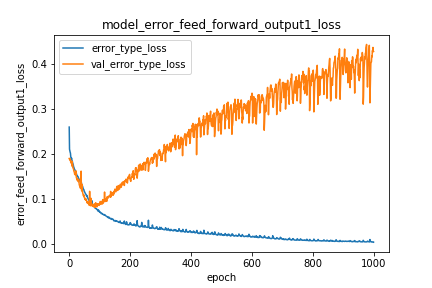 model_error_feed_forward_output1_loss
error_type_loss
val_error_type_loss
error_feed_forward_output1_loss
0.4
0.3
0.2
0.1
0.0
0 200 400 600 800 1000
epoch